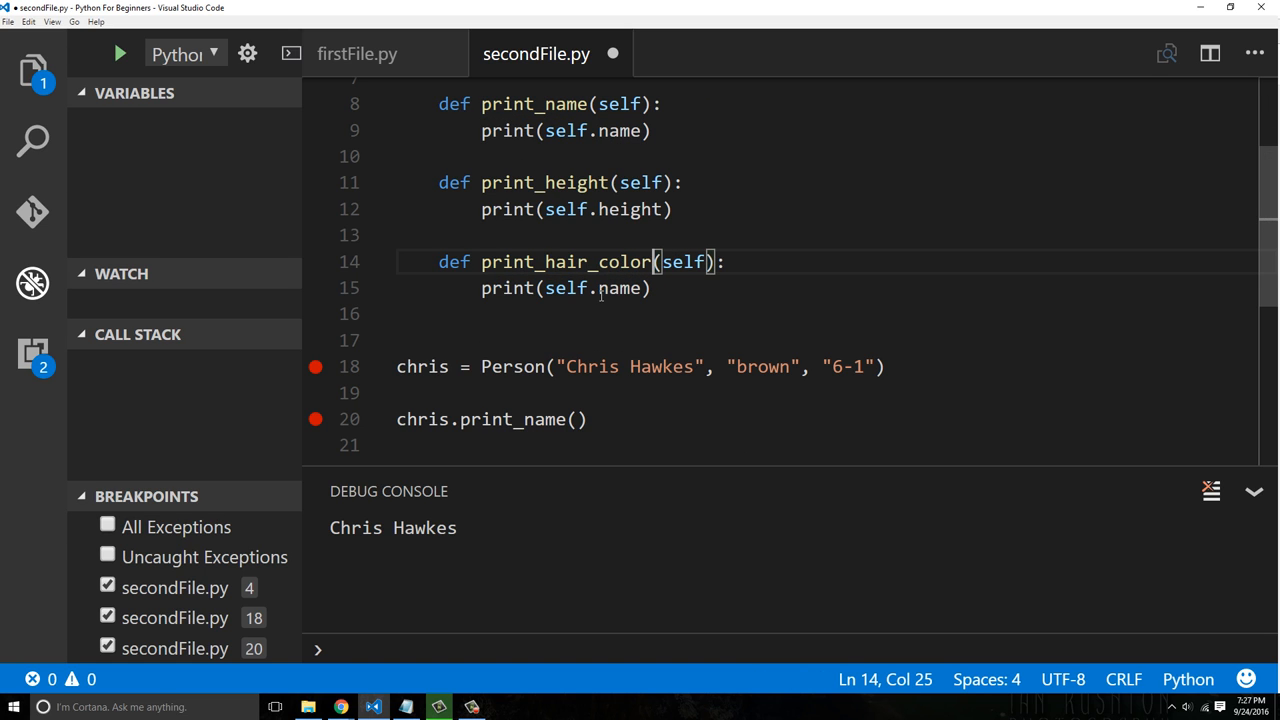 secondFile.py - Python For Beginners - Visual Studio Code
File Edit View Go Help
Python
firstFile.py
secondFile.py
1
VARIABLES
WATCH
CALL STACK
2
BREAKPOINTS
All Exceptions
Uncaught Exceptions
secondFile.py 4
secondFile.py 18
secondFile.py 20
7
8 def print_name(self):
9 print(self.name)
10
11 def print_height(self):
12 print(self.height)
13
14 def print_hair_color(self):
15 print(self.name)
16
17
18 chris = Person("Chris Hawkes", "brown", "6-1")
19
20 chris.print_name()
21
DEBUG CONSOLE
Chris Hawkes
0 0
Ln 14, Col 25 Spaces: 4 UTF-8 CRLF Python
I'm Cortana. Ask me anything.
7:27 PM
9/24/2016